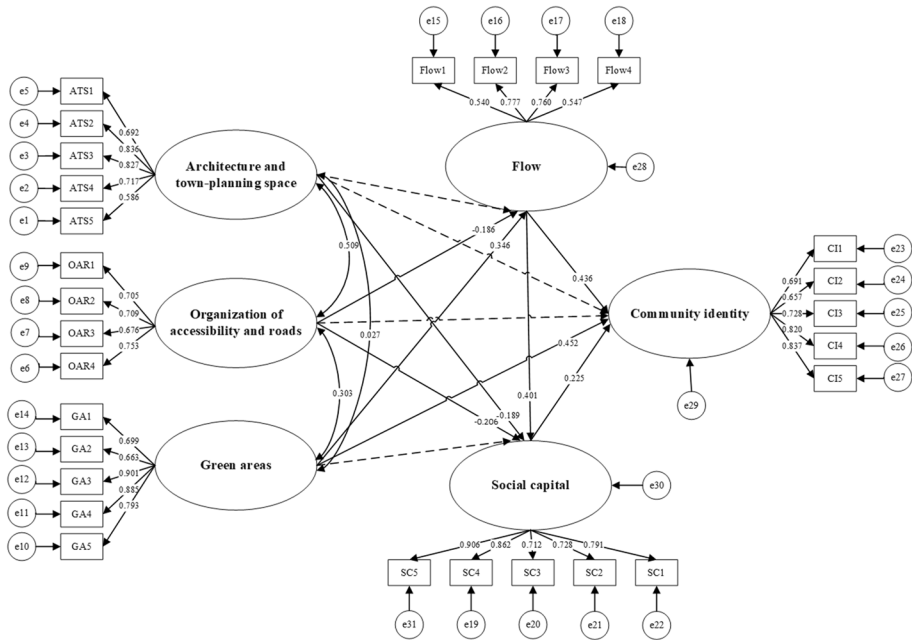 e15
e16
e17
e18
Flow1
Flow2
Flow3
Flow4
0.540
0.777
0.760
0.547
Flow
e28
e5
ATS1
e4
ATS2
e3
ATS3
e2
ATS4
e1
ATS5
0.692
0.836
0.827
0.717
0.586
Architecture and
town-planning space
e9
OAR1
e8
OAR2
e7
OAR3
e6
OAR4
0.705
0.709
0.676
0.753
Organization of
accessibility and roads
e14
GA1
e13
GA2
e12
GA3
e11
GA4
e10
GA5
0.699
0.663
0.901
0.885
0.793
Green areas
0.509
0.027
0.303
-0.186
0.346
0.436
0.452
0.401
0.225
-0.189
-0.206
Community identity
e29
0.691
0.657
0.728
0.820
0.837
CI1
e23
CI2
e24
CI3
e25
CI4
e26
CI5
e27
Social capital
e30
0.906
0.862
0.712
0.728
0.791
SC5
SC4
SC3
SC2
SC1
e31
e19
e20
e21
e22